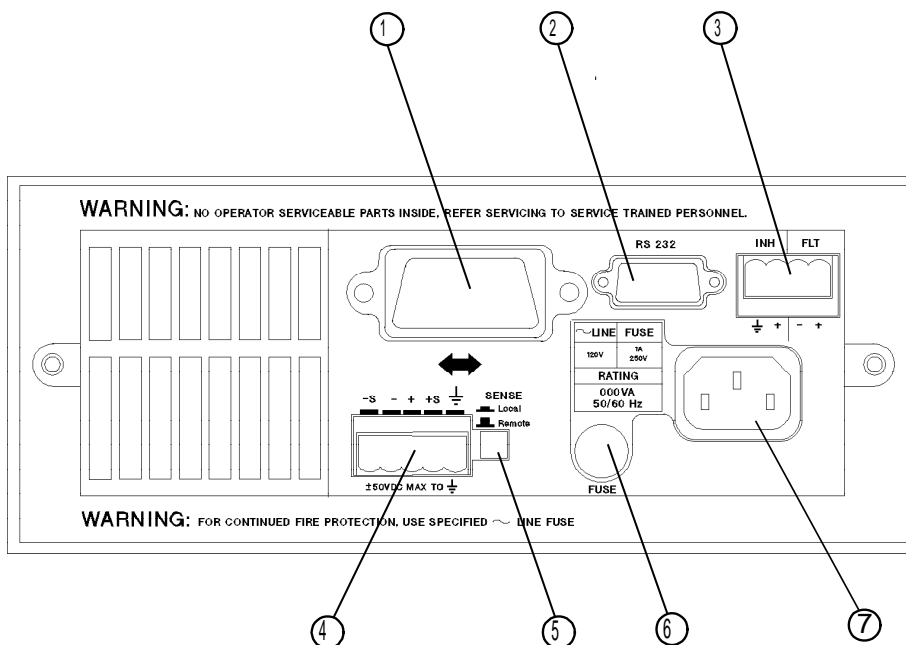 1 2 3
WARNING: NO OPERATOR SERVICEABLE PARTS INSIDE, REFER SERVICING TO SERVICE TRAINED PERSONNEL.
RS 232
INH FLT
⏚ + - +
~LINE FUSE
120V 1A 250V
RATING
000VA
50/60 Hz
-S - + +S ⏚
SENSE
Local
Remote
±50VDC MAX TO ⏚
FUSE
WARNING: FOR CONTINUED FIRE PROTECTION, USE SPECIFIED ~ LINE FUSE
4 5 6 7